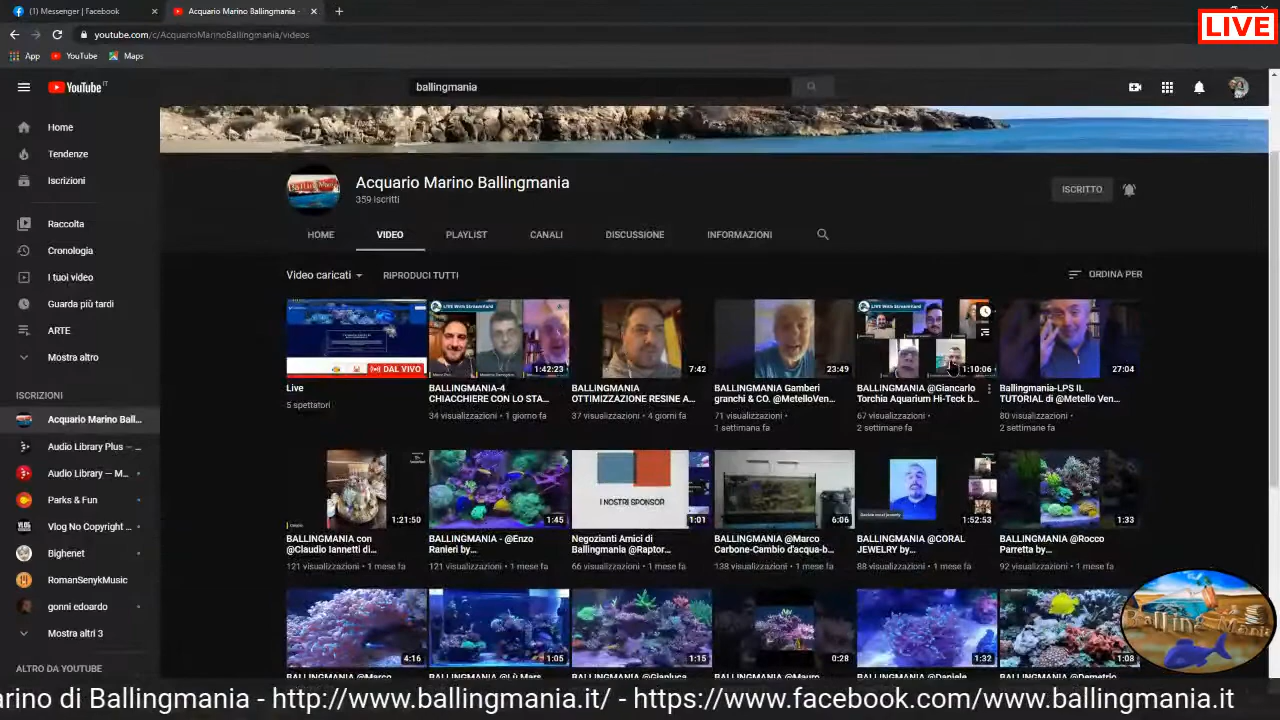 (1) Messenger | Facebook
Acquario Marino Ballingmania -
LIVE
youtube.com/c/AcquarioMarinoBallingmania/videos
App
YouTube
Maps
YouTube IT
ballingmania
Home
Tendenze
Iscrizioni
Raccolta
Cronologia
I tuoi video
Guarda più tardi
ARTE
Mostra altro
ISCRIZIONI
Acquario Marino Ball...
Audio Library Plus — ...
Audio Library — M...
Parks & Fun
Vlog No Copyright ...
Bighenet
RomanSenykMusic
gonni edoardo
Mostra altri 3
ALTRO DA YOUTUBE
Acquario Marino Ballingmania
359 iscritti
ISCRITTO
HOME
VIDEO
PLAYLIST
CANALI
DISCUSSIONE
INFORMAZIONI
Video caricati
RIPRODUCI TUTTI
ORDINA PER
DAL VIVO
LIVE With StreamYard
1:42:23
7:42
23:49
LIVE With StreamYard
1:10:06
27:04
Live
5 spettatori
BALLINGMANIA-4
CHIACCHIERE CON LO STA...
34 visualizzazioni • 1 giorno fa
BALLINGMANIA
OTTIMIZZAZIONE RESINE A...
37 visualizzazioni • 4 giorni fa
BALLINGMANIA Gamberi
granchi & CO. @MetelloVen...
71 visualizzazioni •
1 settimana fa
BALLINGMANIA @Giancarlo
Torchia Aquarium Hi-Teck b...
67 visualizzazioni •
2 settimane fa
Ballingmania-LPS IL
TUTORIAL di @Metello Ven...
80 visualizzazioni •
2 settimane fa
1:21:50
1:45
I NOSTRI SPONSOR
1:01
6:06
1:52:53
1:33
BALLINGMANIA con
@Claudio Iannetti di...
121 visualizzazioni • 1 mese fa
BALLINGMANIA - @Enzo
Ranieri by...
121 visualizzazioni • 1 mese fa
Negozianti Amici di
Ballingmania @Raptor...
66 visualizzazioni • 1 mese fa
BALLINGMANIA @Marco
Carbone-Cambio d'acqua-b...
138 visualizzazioni • 1 mese fa
BALLINGMANIA @CORAL
JEWELRY by...
88 visualizzazioni • 1 mese fa
BALLINGMANIA @Rocco
Parretta by...
92 visualizzazioni • 1 mese fa
4:16
1:05
1:15
0:28
1:32
1:08
Balling Mania
arino di Ballingmania - http://www.ballingmania.it/ - https://www.facebook.com/www.ballingmania.it